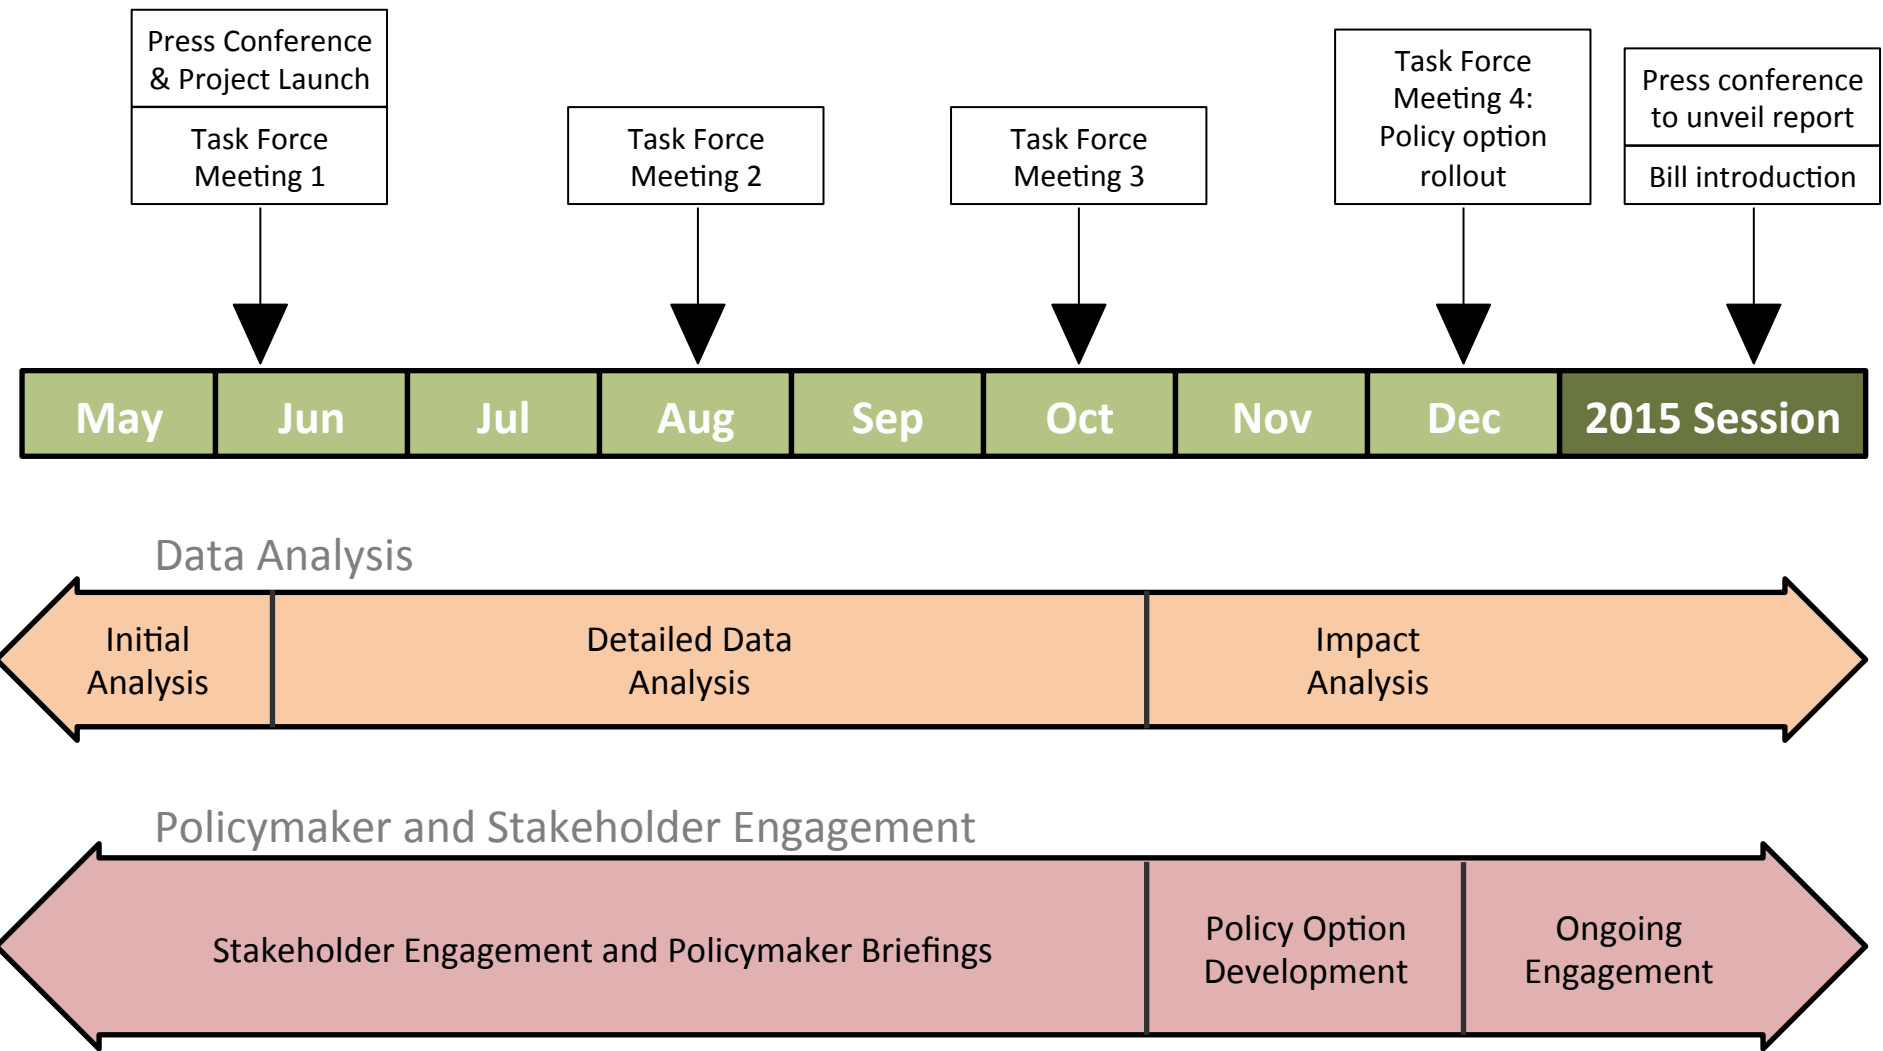 Press Conference
& Project Launch
Task Force
Meeting 1
Task Force
Meeting 2
Task Force
Meeting 3
Task Force
Meeting 4:
Policy option
rollout
Press conference
to unveil report
Bill introduction
May
Jun
Jul
Aug
Sep
Oct
Nov
Dec
2015 Session
Data Analysis
Initial
Analysis
Detailed Data
Analysis
Impact
Analysis
Policymaker and Stakeholder Engagement
Stakeholder Engagement and Policymaker Briefings
Policy Option
Development
Ongoing
Engagement